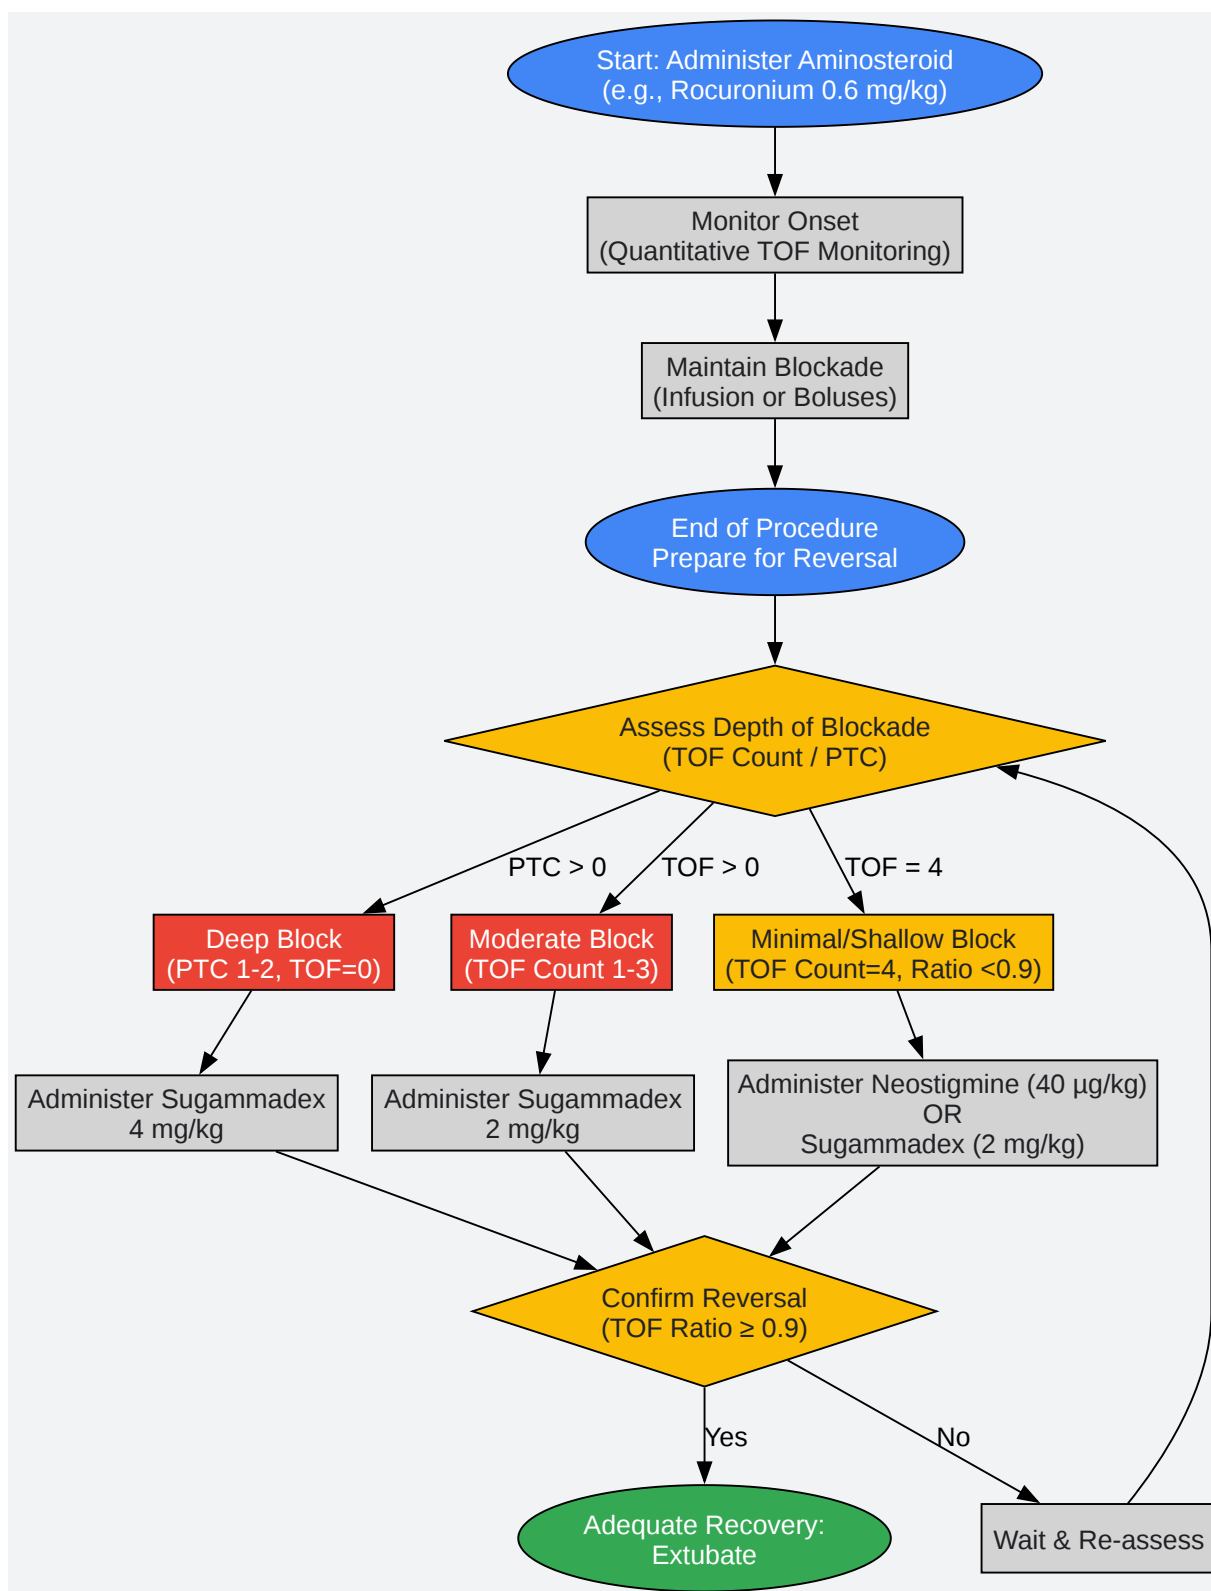 Start: Administer Aminosteroid
(e.g., Rocuronium 0.6 mg/kg)
Monitor Onset
(Quantitative TOF Monitoring)
Maintain Blockade
(Infusion or Boluses)
End of Procedure
Prepare for Reversal
Assess Depth of Blockade
(TOF Count / PTC)
PTC > 0
TOF > 0
TOF = 4
Deep Block
(PTC 1-2, TOF=0)
Moderate Block
(TOF Count 1-3)
Minimal/Shallow Block
(TOF Count=4, Ratio <0.9)
Administer Sugammadex
4 mg/kg
Administer Sugammadex
2 mg/kg
Administer Neostigmine (40 µg/kg)
OR
Sugammadex (2 mg/kg)
Confirm Reversal
(TOF Ratio ≥ 0.9)
Yes
No
Adequate Recovery:
Extubate
Wait & Re-assess